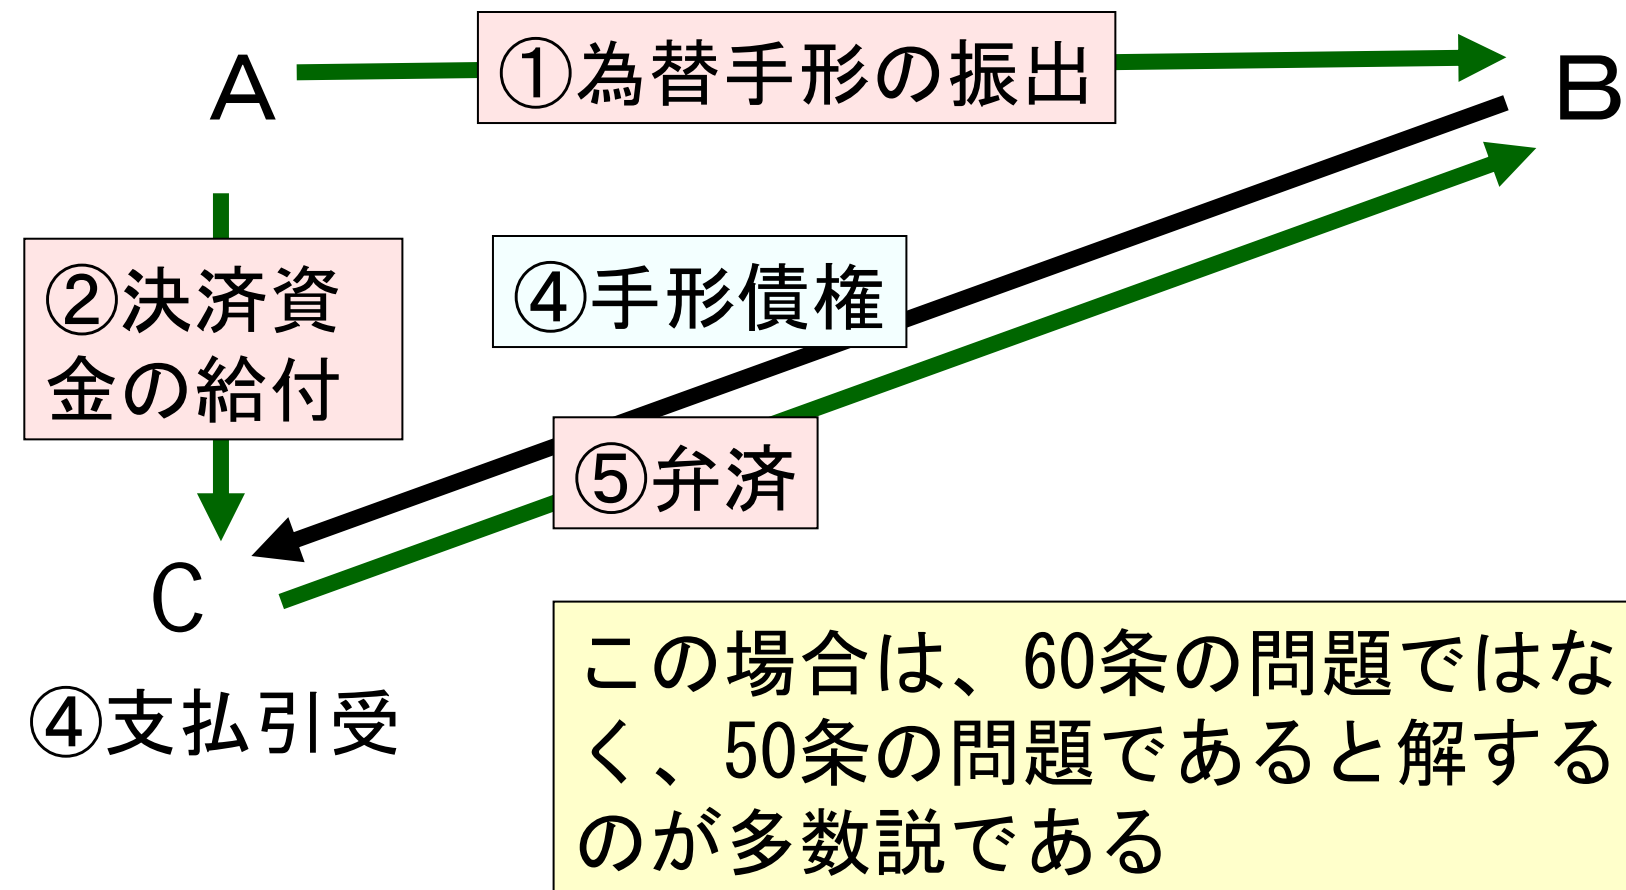 A
①為替手形の振出
B
②決済資
金の給付
④手形債権
⑤弁済
C
④支払引受
この場合は、60条の問題ではな
く、50条の問題であると解する
のが多数説である